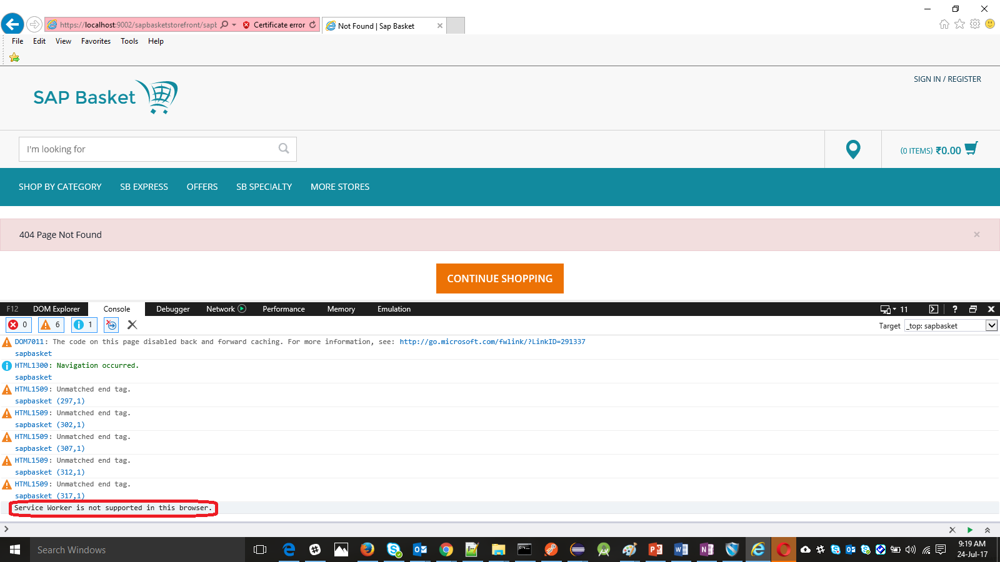 https://localhost:9002/sapbasketstorefront/sapb
Certificate error
Not Found | Sap Basket
File Edit View Favorites Tools Help
SIGN IN / REGISTER
SAP Basket
I'm looking for
(0 ITEMS) ₹0.00
SHOP BY CATEGORY SB EXPRESS OFFERS SB SPECIALTY MORE STORES
404 Page Not Found
CONTINUE SHOPPING
F12 DOM Explorer Console Debugger Network Performance Memory Emulation 11 ?
0 6 1
Target _top: sapbasket
DOM7011: The code on this page disabled back and forward caching. For more information, see: http://go.microsoft.com/fwlink/?LinkID=291337
sapbasket
HTML1300: Navigation occurred.
sapbasket
HTML1509: Unmatched end tag.
sapbasket (297,1)
HTML1509: Unmatched end tag.
sapbasket (302,1)
HTML1509: Unmatched end tag.
sapbasket (307,1)
HTML1509: Unmatched end tag.
sapbasket (312,1)
HTML1509: Unmatched end tag.
sapbasket (317,1)
Service Worker is not supported in this browser.
Search Windows
9:19 AM
24-Jul-17